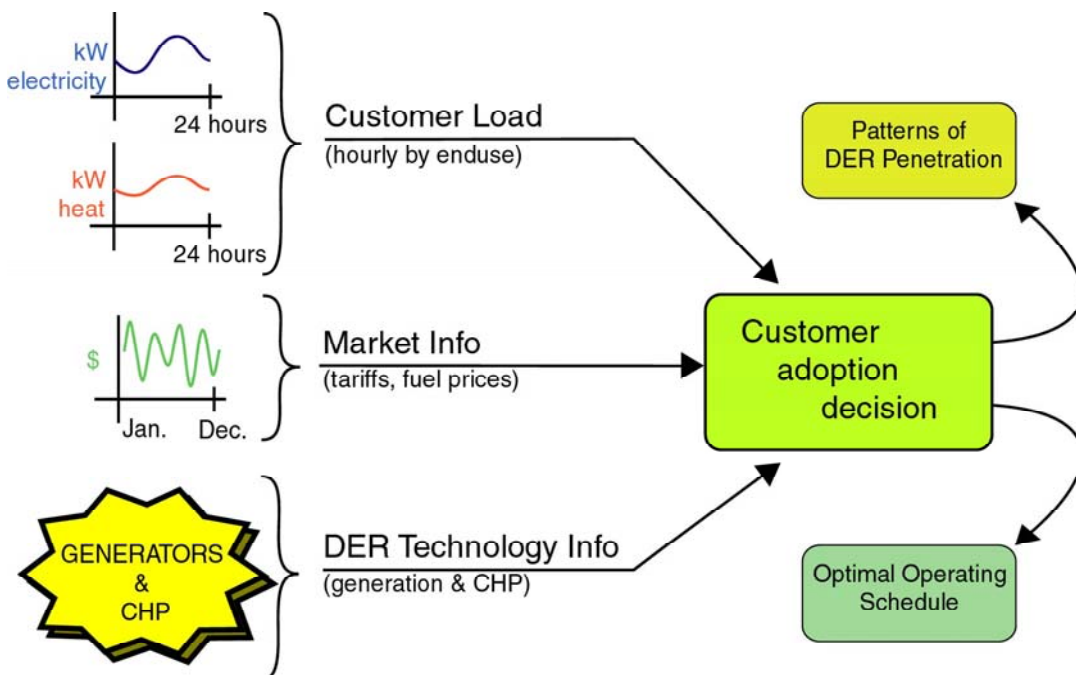 kW
electricity
24 hours
kW
heat
24 hours
Customer Load
(hourly by enduse)
$
Jan. Dec.
Market Info
(tariffs, fuel prices)
GENERATORS
&
CHP
DER Technology Info
(generation & CHP)
Customer
adoption
decision
Patterns of
DER Penetration
Optimal Operating
Schedule